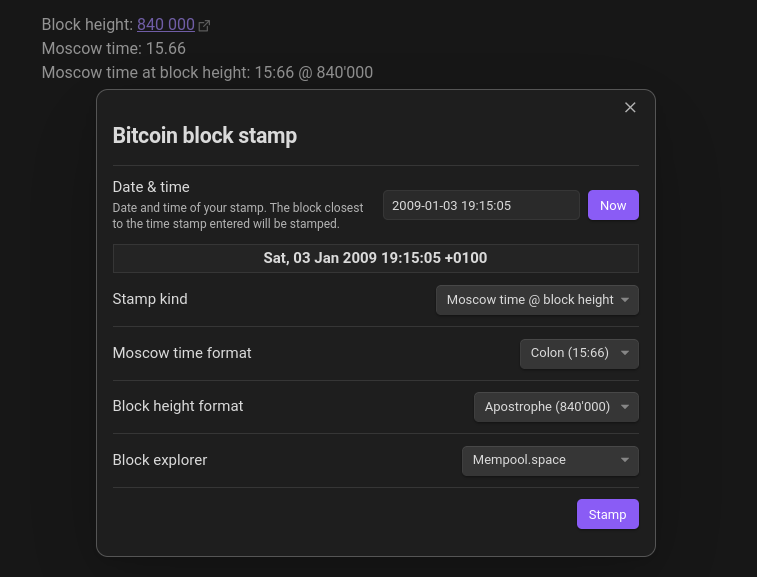 Block height: 840 000
Moscow time: 15.66
Moscow time at block height: 15:66 @ 840'000
Bitcoin block stamp
Date & time
Date and time of your stamp. The block closest
to the time stamp entered will be stamped.
2009-01-03 19:15:05
Now
Sat, 03 Jan 2009 19:15:05 +0100
Stamp kind
Moscow time @ block height
Moscow time format
Colon (15:66)
Block height format
Apostrophe (840'000)
Block explorer
Mempool.space
Stamp